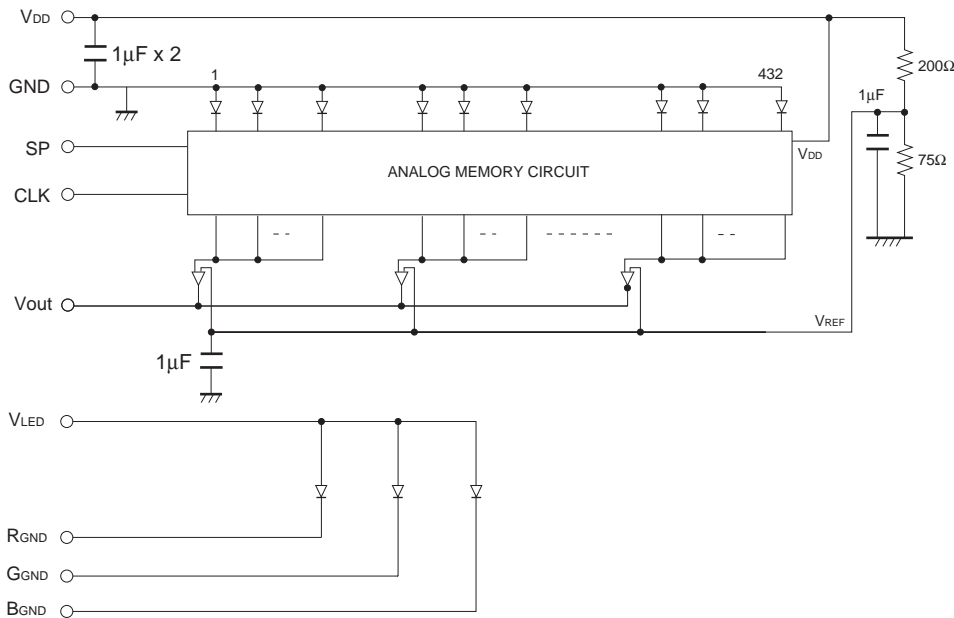 VDD
1µF x 2
GND
1
432
200Ω
1µF
SP
ANALOG MEMORY CIRCUIT
VDD
75Ω
CLK
Vout
VREF
1µF
VLED
RGND
GGND
BGND